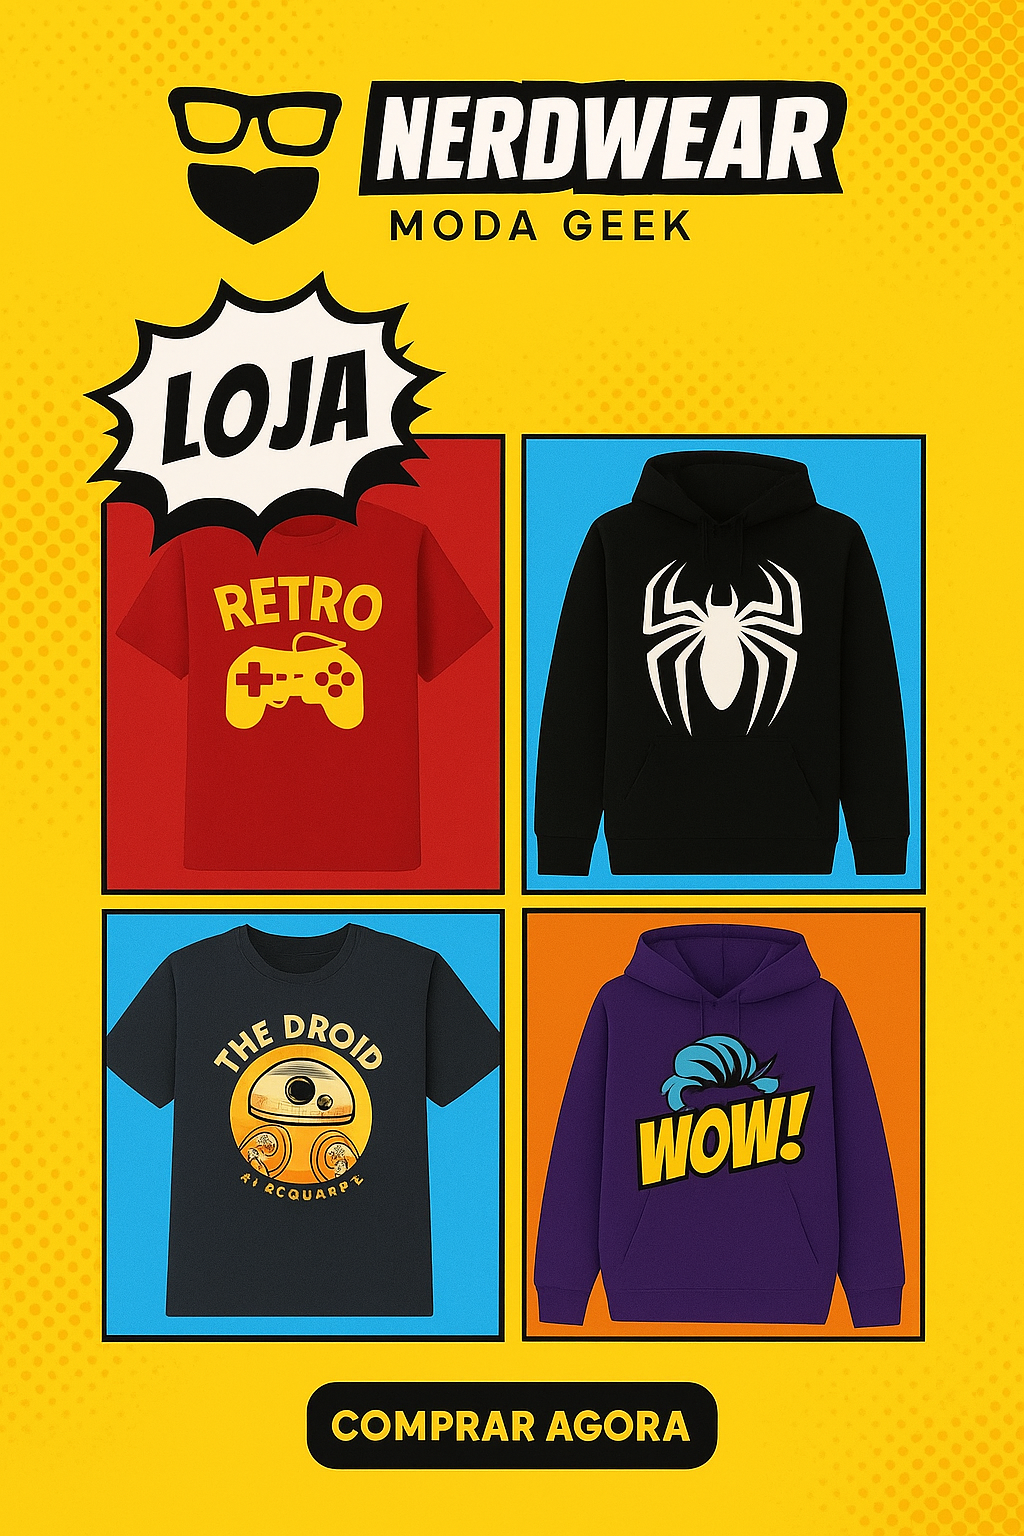 NERDWEAR
MODA GEEK
LOJA
RETRO
THE DROID
WOW!
COMPRAR AGORA